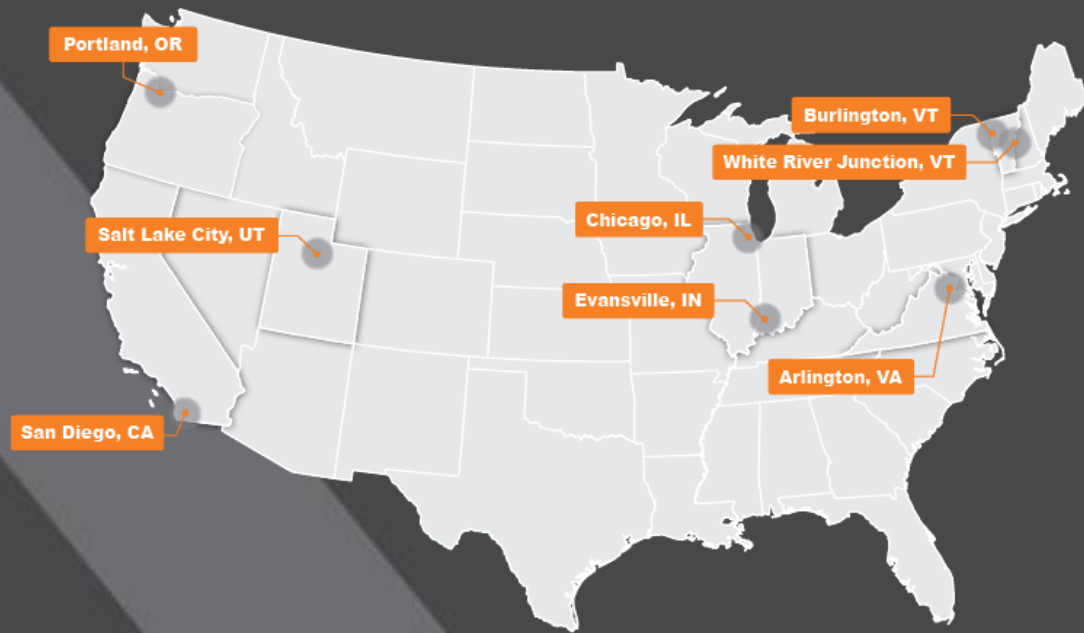 Portland, OR
Burlington, VT
White River Junction, VT
Chicago, IL
Salt Lake City, UT
Evansville, IN
Arlington, VA
San Diego, CA